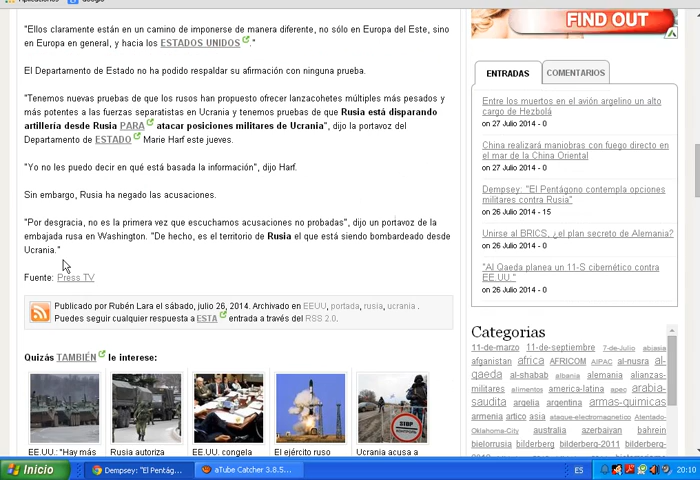 Aplicaciones Google
"Ellos claramente están en un camino de imponerse de manera diferente, no sólo en Europa del Este, sino
en Europa en general, y hacia los ESTADOS UNIDOS ."
El Departamento de Estado no ha podido respaldar su afirmación con ninguna prueba.
"Tenemos nuevas pruebas de que los rusos han propuesto ofrecer lanzacohetes múltiples más pesados y
más potentes a las fuerzas separatistas en Ucrania y tenemos pruebas de que Rusia está disparando
artillería desde Rusia PARA atacar posiciones militares de Ucrania", dijo la portavoz del
Departamento de ESTADO Marie Harf este jueves.
"Yo no les puedo decir en qué está basada la información", dijo Harf.
Sin embargo, Rusia ha negado las acusaciones.
"Por desgracia, no es la primera vez que escuchamos acusaciones no probadas", dijo un portavoz de la
embajada rusa en Washington. "De hecho, es el territorio de Rusia el que está siendo bombardeado desde
Ucrania."
Fuente: Press TV
Publicado por Rubén Lara el sábado, julio 26, 2014. Archivado en EEUU, portada, rusia, ucrania .
Puedes seguir cualquier respuesta a ESTA entrada a través del RSS 2.0.
Quizás TAMBIÉN le interese:
STOP
EE.UU.: "Hay más
Rusia autoriza
EE.UU. congela
El ejército ruso
Ucrania acusa a
FIND OUT
ENTRADAS COMENTARIOS
Entre los muertos en el avión argelino un alto
cargo de Hezbolá
on 27 Julio 2014 - 0
China realizará maniobras con fuego directo en
el mar de la China Oriental
on 27 Julio 2014 - 0
Dempsey: "El Pentágono contempla opciones
militares contra Rusia"
on 26 Julio 2014 - 15
Unirse al BRICS, ¿el plan secreto de Alemania?
on 26 Julio 2014 - 0
"Al Qaeda planea un 11-S cibernético contra
EE.UU."
on 26 Julio 2014 - 0
Categorias
11-de-marzo 11-de-septiembre 7-de-Julio abiasia
afganistan africa AFRICOM AIPAC al-nusra al-
qaeda al-shabab albania alemania alianzas-
militares alimentos america-latina apec arabia-
saudita argelia argentina armas-quimicas
armenia artico asia ataque-electromagnetico Atentado-
Oklahoma-City australia azerbaiyan bahrein
bielorrusia bilderberg bilderberg-2011 bilderberg-
Inicio Dempsey: "El Pentág... aTube Catcher 3.8.5... ES 20:10